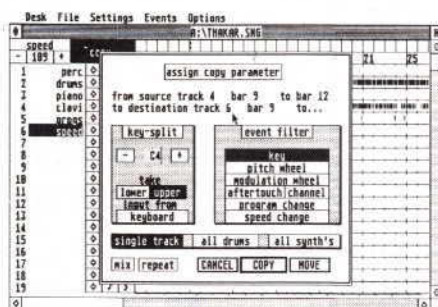 Desk File Settings Events Options
A:\THAKAR.SNG
speed
- 109 +
copy
21 25
1 perc
2 drums
3 piano
4 clavi
5 organ
6 speed
7
8
9
10
11
12
13
14
15
16
17
18
19
assign copy parameter
from source track 4 bar 9 to bar 12
to destination track 6 bar 9 to...
key-split
- C4 +
take
lower upper
input from
keyboard
event filter
key
pitch wheel
modulation wheel
aftertouch channel
program change
speed change
single track all drums all synth's
mix repeat CANCEL COPY MOVE